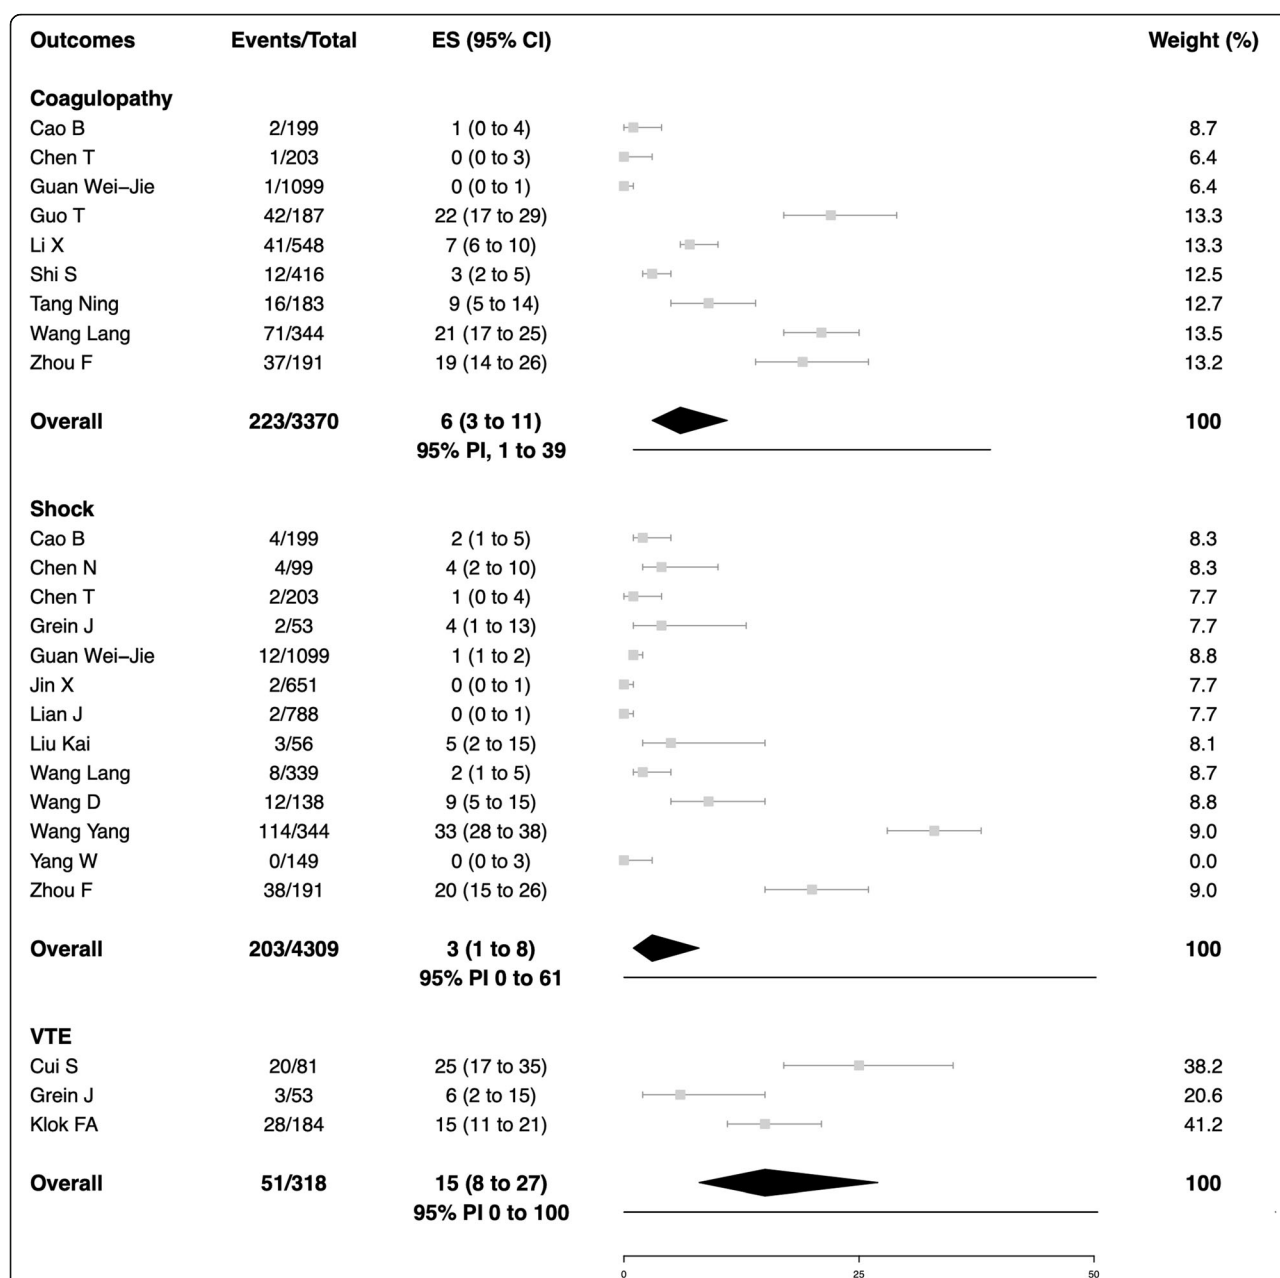 Outcomes Events/Total ES (95% CI) Weight (%)
Coagulopathy
Cao B 2/199 1 (0 to 4) 8.7
Chen T 1/203 0 (0 to 3) 6.4
Guan Wei–Jie 1/1099 0 (0 to 1) 6.4
Guo T 42/187 22 (17 to 29) 13.3
Li X 41/548 7 (6 to 10) 13.3
Shi S 12/416 3 (2 to 5) 12.5
Tang Ning 16/183 9 (5 to 14) 12.7
Wang Lang 71/344 21 (17 to 25) 13.5
Zhou F 37/191 19 (14 to 26) 13.2
Overall 223/3370 6 (3 to 11) 100
95% PI, 1 to 39
Shock
Cao B 4/199 2 (1 to 5) 8.3
Chen N 4/99 4 (2 to 10) 8.3
Chen T 2/203 1 (0 to 4) 7.7
Grein J 2/53 4 (1 to 13) 7.7
Guan Wei–Jie 12/1099 1 (1 to 2) 8.8
Jin X 2/651 0 (0 to 1) 7.7
Lian J 2/788 0 (0 to 1) 7.7
Liu Kai 3/56 5 (2 to 15) 8.1
Wang Lang 8/339 2 (1 to 5) 8.7
Wang D 12/138 9 (5 to 15) 8.8
Wang Yang 114/344 33 (28 to 38) 9.0
Yang W 0/149 0 (0 to 3) 0.0
Zhou F 38/191 20 (15 to 26) 9.0
Overall 203/4309 3 (1 to 8) 100
95% PI 0 to 61
VTE
Cui S 20/81 25 (17 to 35) 38.2
Grein J 3/53 6 (2 to 15) 20.6
Klok FA 28/184 15 (11 to 21) 41.2
Overall 51/318 15 (8 to 27) 100
95% PI 0 to 100
0 25 50